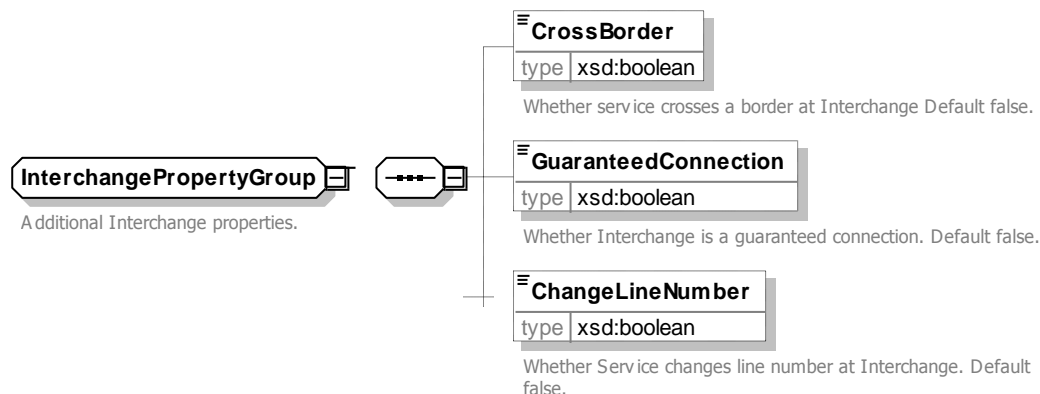 CrossBorder
type xsd:boolean
Whether service crosses a border at Interchange Default false.
InterchangePropertyGroup
Additional Interchange properties.
GuaranteedConnection
type xsd:boolean
Whether Interchange is a guaranteed connection. Default false.
ChangeLineNumber
type xsd:boolean
Whether Service changes line number at Interchange. Default
false.